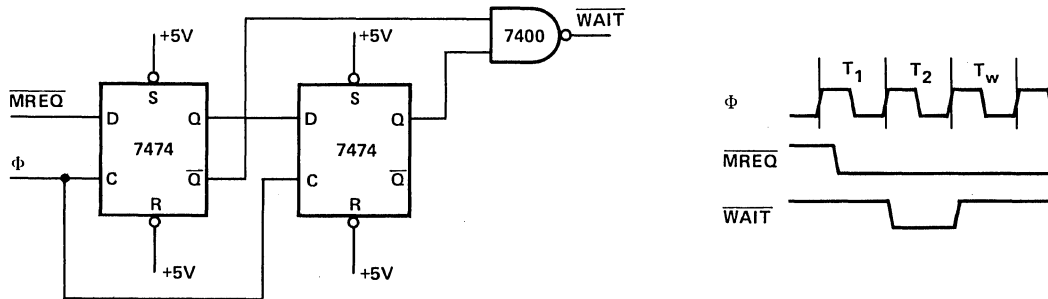 +5V
+5V
7400
WAIT
S
S
MREQ
D
Q
D
Q
7474
7474
Φ
C
Q
C
Q
R
R
+5V
+5V
T1
T2
Tw
Φ
MREQ
WAIT